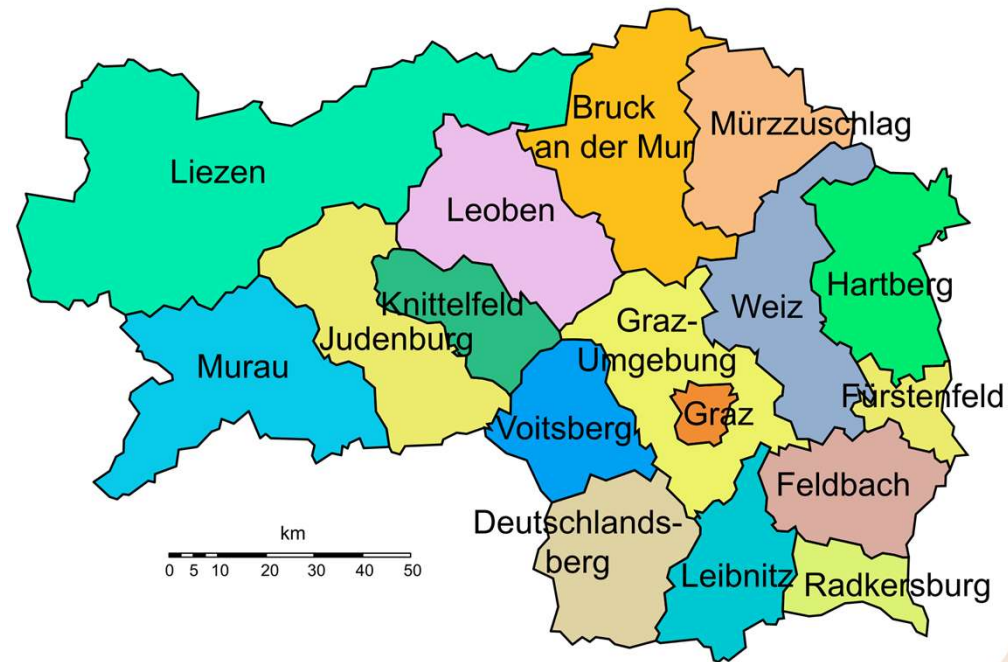 Bruck
an der Mur
Mürzzuschlag
Liezen
Leoben
Hartberg
Knittelfeld
Weiz
Judenburg
Graz-
Umgebung
Murau
Fürstenfeld
Graz
Voitsberg
Feldbach
Deutschlands-
berg
Leibnitz
Radkersburg
km
0 5 10 20 30 40 50